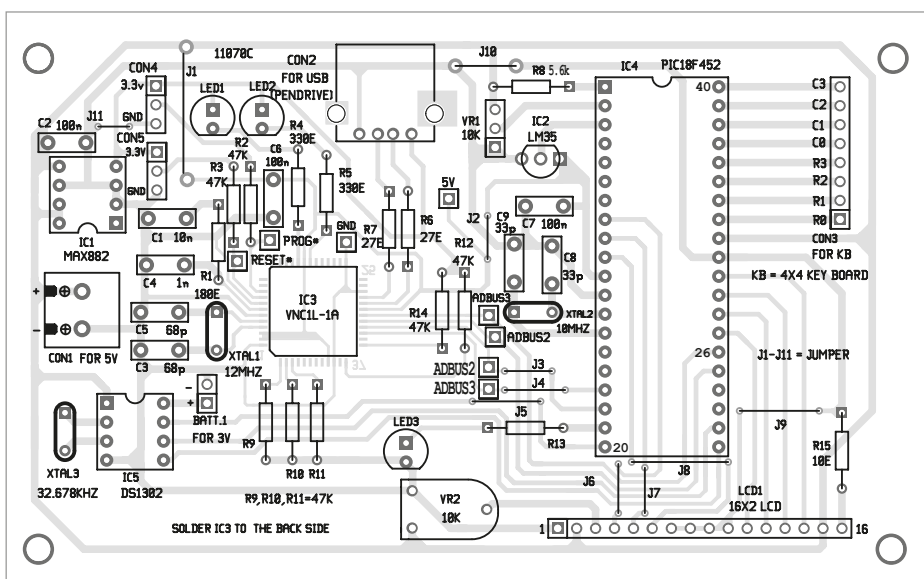 11070C
J1
CON4
3.3v
GND
J11
C2 100n
CON5
3.3V
GND
IC1
MAX882
LED1
LED2
CON2
FOR USB
(PENDRIVE)
J10
R8 5.6k
IC4
PIC18F452
40
VR1
10K
IC2
LM35
C3
C2
C1
C0
R3
R2
R1
R0
CON3
FOR KB
KB = 4X4 KEY BOARD
R2
47K
R3
47K
C6
100n
R4
330E
R5
330E
5V
J2
C9
33p
C7 100n
C8
33p
C1 10n
PROG*
GND
RESET*
R7
27E
R6
27E
R12
47K
R1
180E
C4 1n
C5 68p
C3 68p
+
−
CON1 FOR 5V
XTAL1
12MHZ
IC3
VNC1L-1A
25
37
R14
47K
ADBUS3
ADBUS2
XTAL2
10MHZ
ADBUS2
ADBUS3
J3
J4
26
J1-J11 = JUMPER
−
+
BATT.1
FOR 3V
XTAL3
32.678KHZ
IC5
DS1302
R9
R10
R11
LED3
J5
R13
20
J9
R15
10E
J6
J7
J8
R9,R10,R11=47K
VR2
10K
LCD1
16X2 LCD
SOLDER IC3 TO THE BACK SIDE
1
16